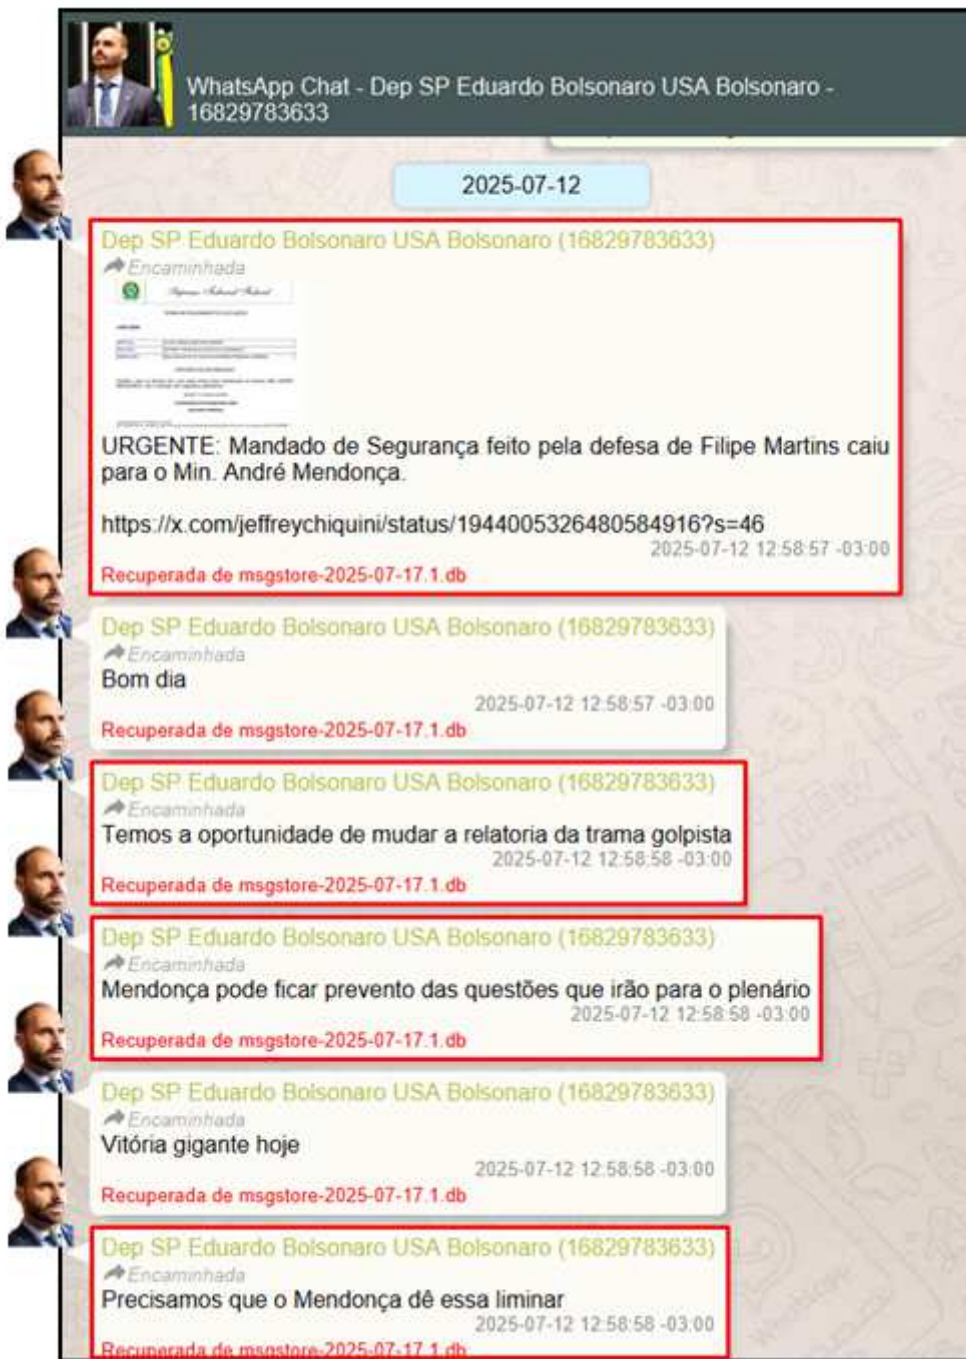 WhatsApp Chat - Dep SP Eduardo Bolsonaro USA Bolsonaro -
16829783633
2025-07-12
Dep SP Eduardo Bolsonaro USA Bolsonaro (16829783633)
Encaminhada
Supremo Tribunal Federal
URGENTE: Mandado de Segurança feito pela defesa de Filipe Martins caiu
para o Min. André Mendonça.
https://x.com/jeffreychiquini/status/1944005326480584916?s=46
2025-07-12 12:58:57 -03:00
Recuperada de msgstore-2025-07-17.1.db
Dep SP Eduardo Bolsonaro USA Bolsonaro (16829783633)
Encaminhada
Bom dia
2025-07-12 12:58:57 -03:00
Recuperada de msgstore-2025-07-17.1.db
Dep SP Eduardo Bolsonaro USA Bolsonaro (16829783633)
Encaminhada
Temos a oportunidade de mudar a relatoria da trama golpista
2025-07-12 12:58:58 -03:00
Recuperada de msgstore-2025-07-17.1.db
Dep SP Eduardo Bolsonaro USA Bolsonaro (16829783633)
Encaminhada
Mendonça pode ficar prevento das questões que irão para o plenário
2025-07-12 12:58:58 -03:00
Recuperada de msgstore-2025-07-17.1.db
Dep SP Eduardo Bolsonaro USA Bolsonaro (16829783633)
Encaminhada
Vitória gigante hoje
2025-07-12 12:58:58 -03:00
Recuperada de msgstore-2025-07-17.1.db
Dep SP Eduardo Bolsonaro USA Bolsonaro (16829783633)
Encaminhada
Precisamos que o Mendonça dê essa liminar
2025-07-12 12:58:58 -03:00
Recuperada de msgstore-2025-07-17.1.db